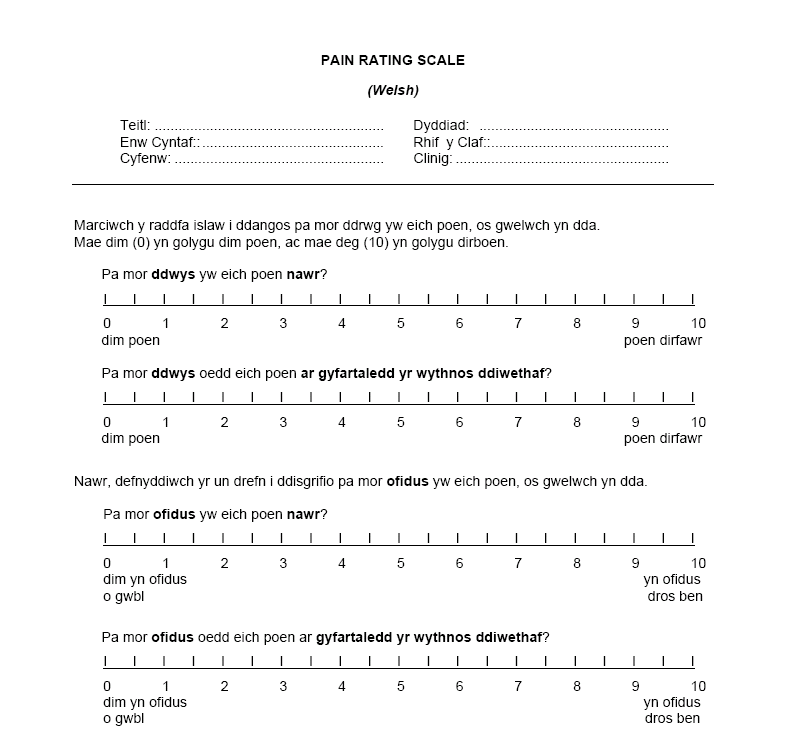 PAIN RATING SCALE
(Welsh)
Teitl: ........................................................ Dyddiad: ..............................................
Enw Cyntaf:: ............................................ Rhif y Claf::...........................................
Cyfenw: ................................................... Clinig: ...................................................
Marciwch y raddfa islaw i ddangos pa mor ddrwg yw eich poen, os gwelwch yn dda.
Mae dim (0) yn golygu dim poen, ac mae deg (10) yn golygu dirboen.
Pa mor ddwys yw eich poen nawr?
0 1 2 3 4 5 6 7 8 9 10
dim poen poen dirfawr
Pa mor ddwys oedd eich poen ar gyfartaledd yr wythnos ddiwethaf?
0 1 2 3 4 5 6 7 8 9 10
dim poen poen dirfawr
Nawr, defnyddiwch yr un drefn i ddisgrifio pa mor ofidus yw eich poen, os gwelwch yn dda.
Pa mor ofidus yw eich poen nawr?
0 1 2 3 4 5 6 7 8 9 10
dim yn ofidus yn ofidus
o gwbl dros ben
Pa mor ofidus oedd eich poen ar gyfartaledd yr wythnos ddiwethaf?
0 1 2 3 4 5 6 7 8 9 10
dim yn ofidus yn ofidus
o gwbl dros ben